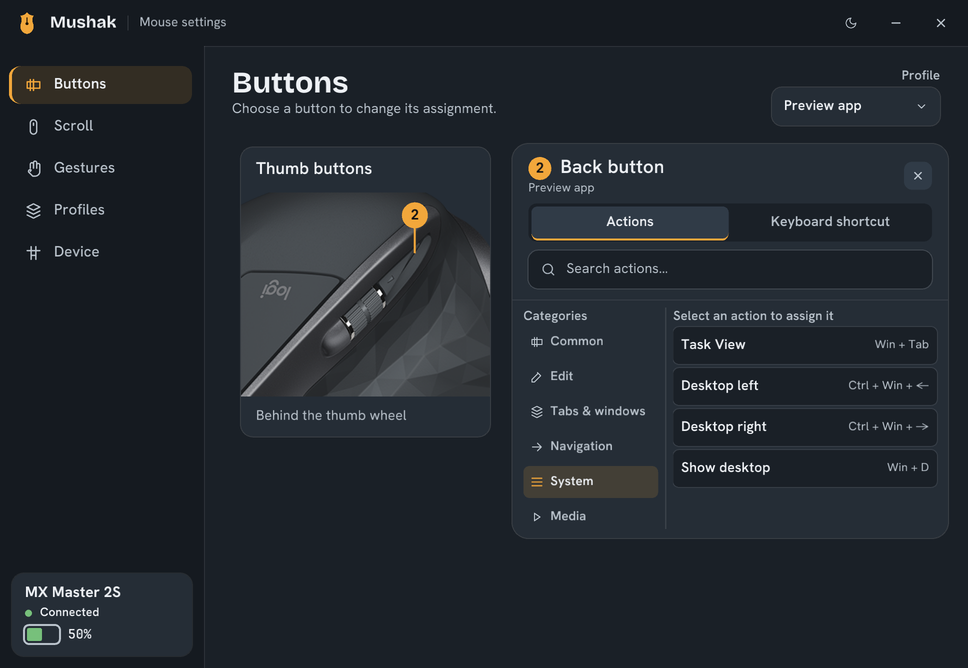 Mushak
Mouse settings
Buttons
Scroll
Gestures
Profiles
Device
MX Master 2S
Connected
50%
Buttons
Choose a button to change its assignment.
Profile
Preview app
Thumb buttons
2
logi
Behind the thumb wheel
2 Back button
Preview app
Actions
Keyboard shortcut
Search actions...
Categories
Common
Edit
Tabs & windows
Navigation
System
Media
Select an action to assign it
Task View Win + Tab
Desktop left Ctrl + Win + ←
Desktop right Ctrl + Win + →
Show desktop Win + D